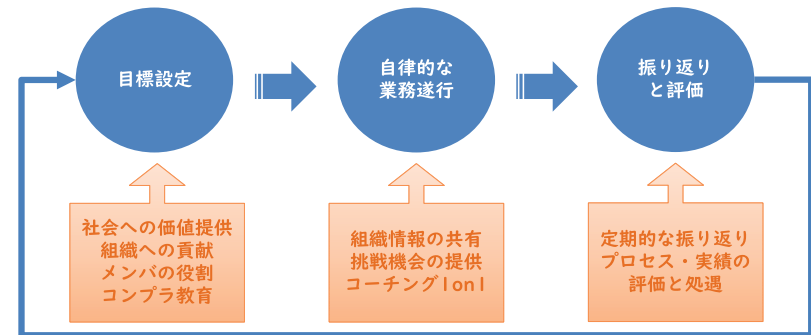 目標設定
自律的な
業務遂行
振り返り
と評価
社会への価値提供
組織への貢献
メンバの役割
コンプラ教育
組織情報の共有
挑戦機会の提供
コーチング1on1
定期的な振り返り
プロセス・実績の
評価と処遇